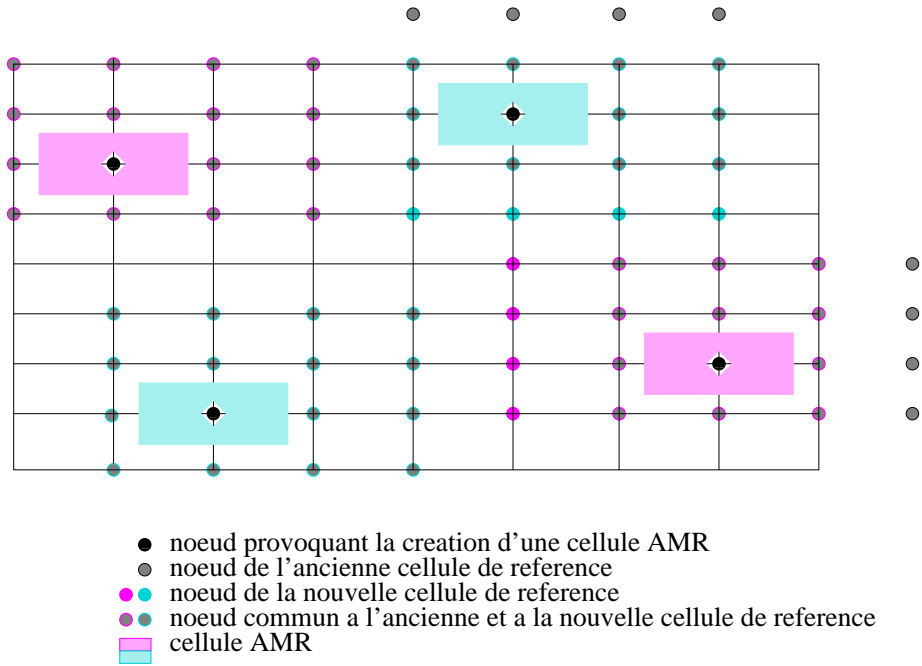 noeud provoquant la creation d'une cellule AMR
noeud de l'ancienne cellule de reference
noeud de la nouvelle cellule de reference
noeud commun a l'ancienne et a la nouvelle cellule de reference
cellule AMR